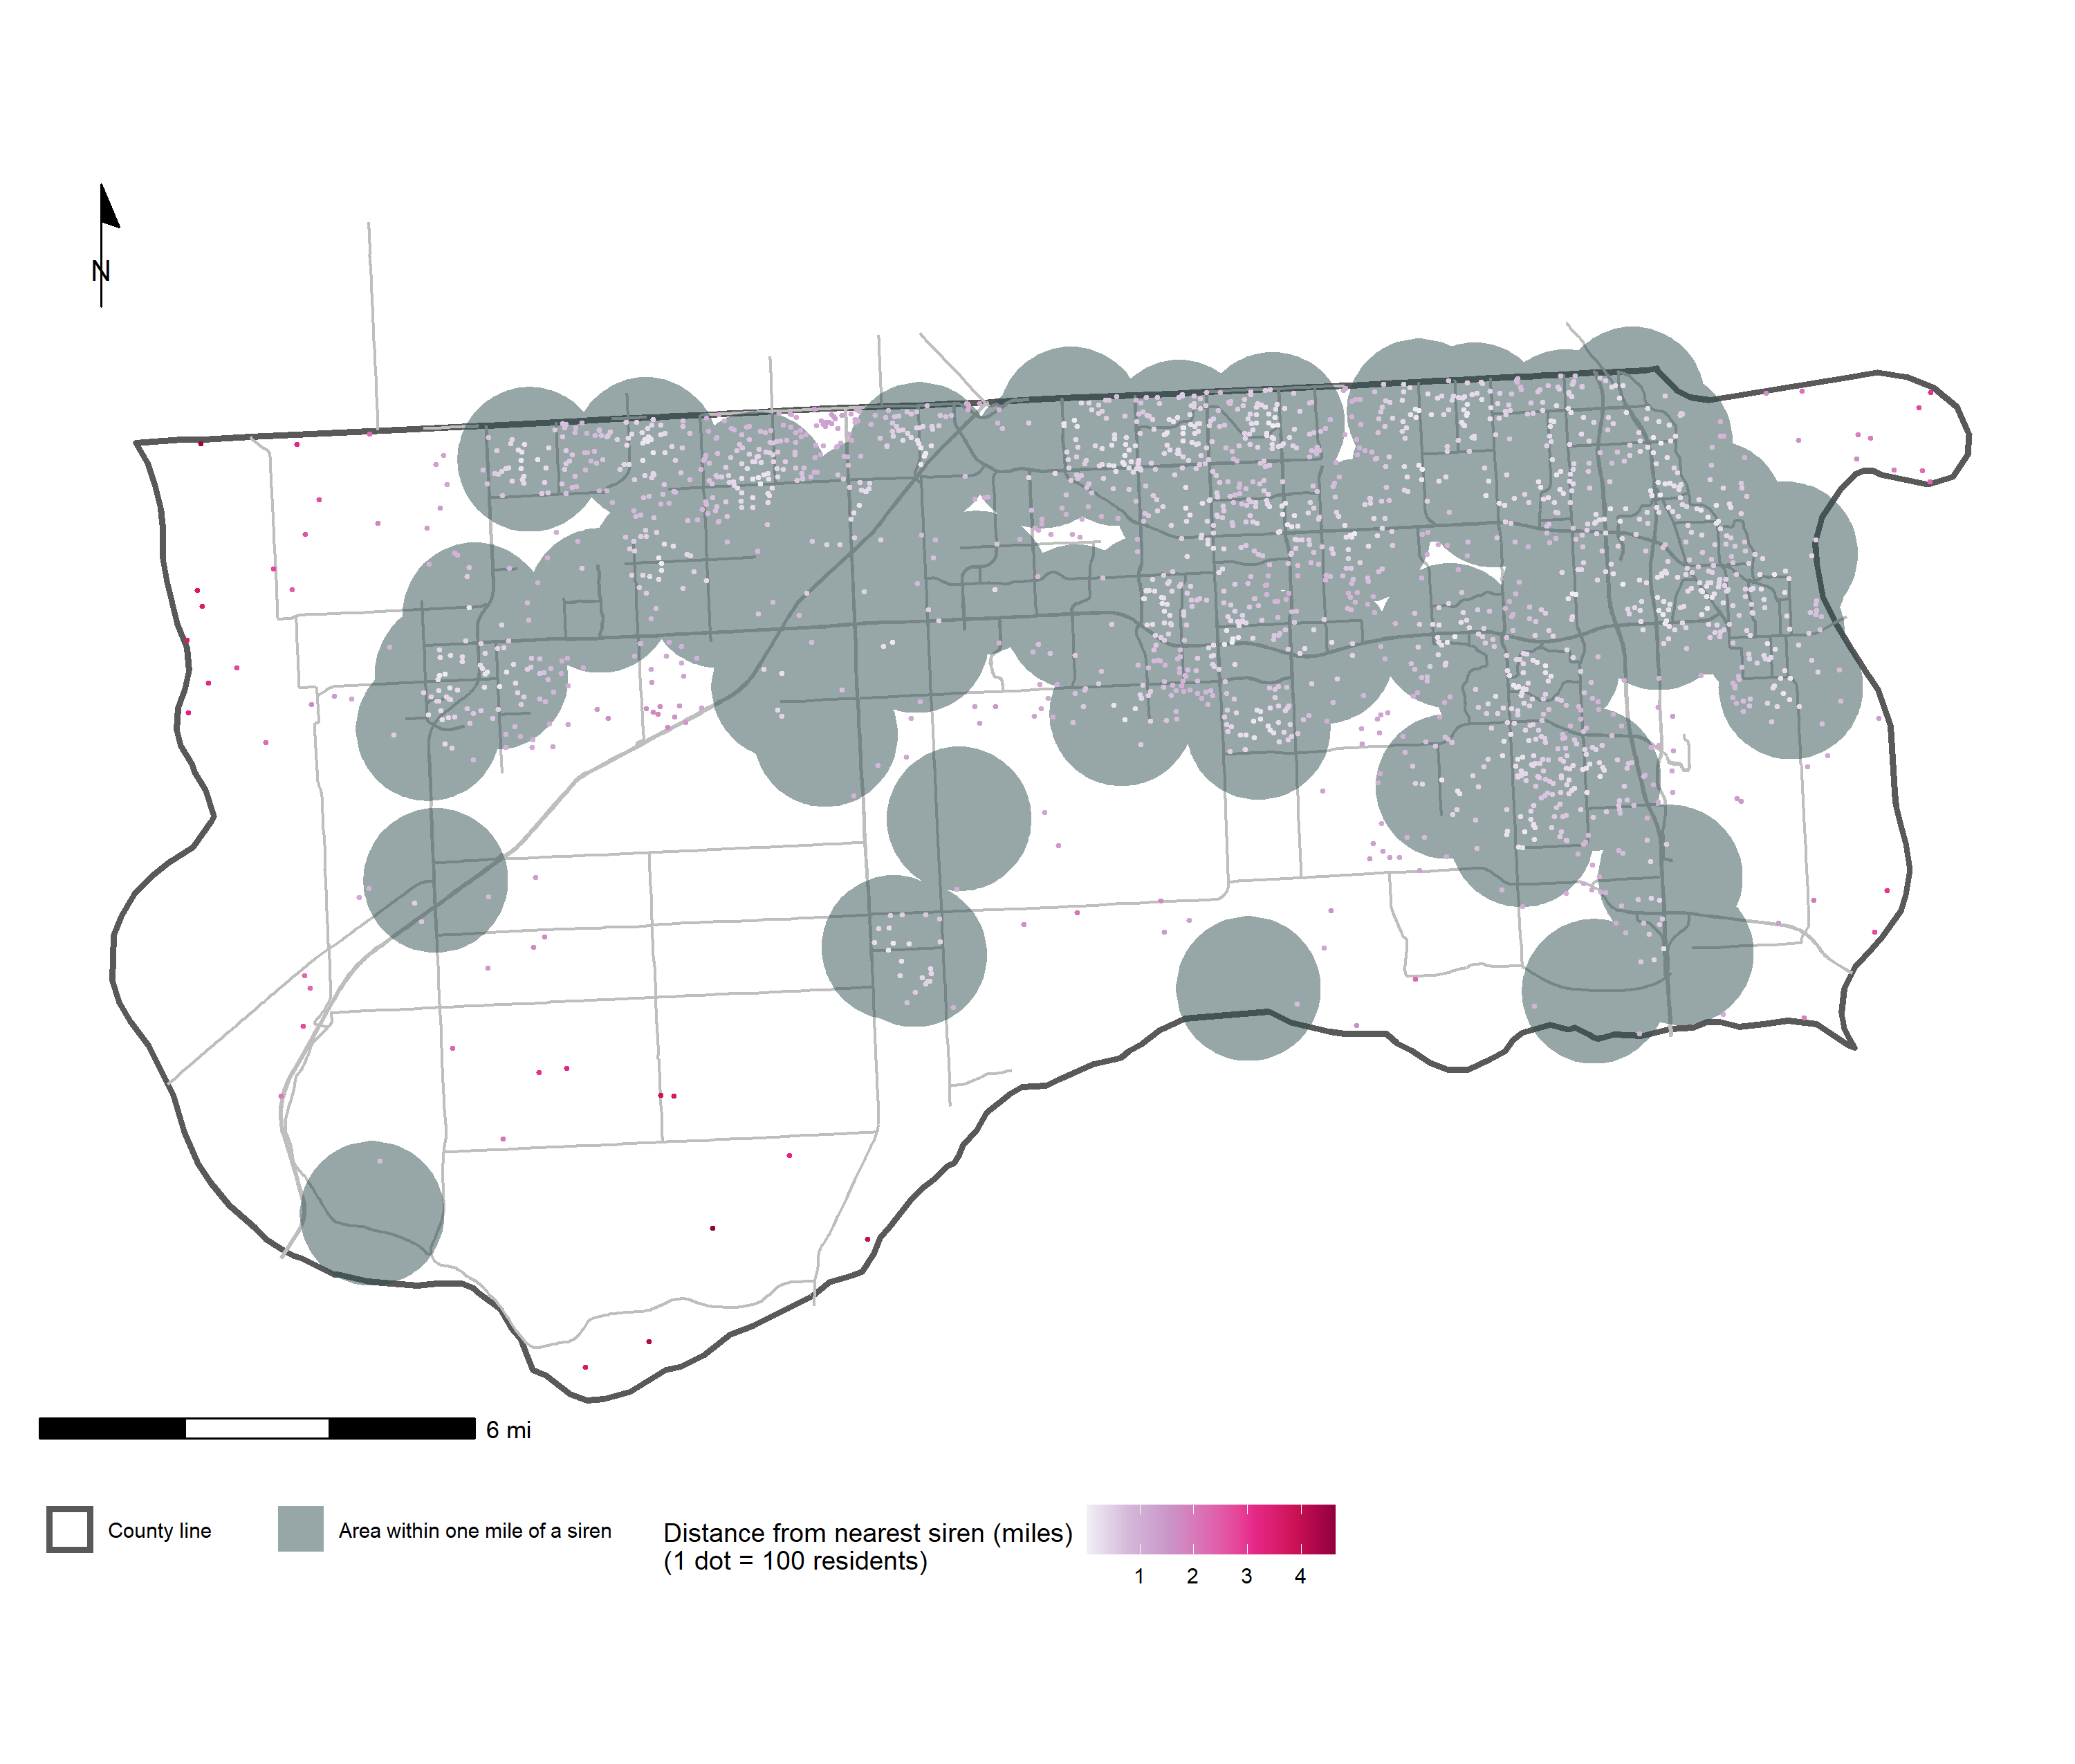 N
6 mi
County line
Area within one mile of a siren
Distance from nearest siren (miles)
(1 dot = 100 residents)
1 2 3 4